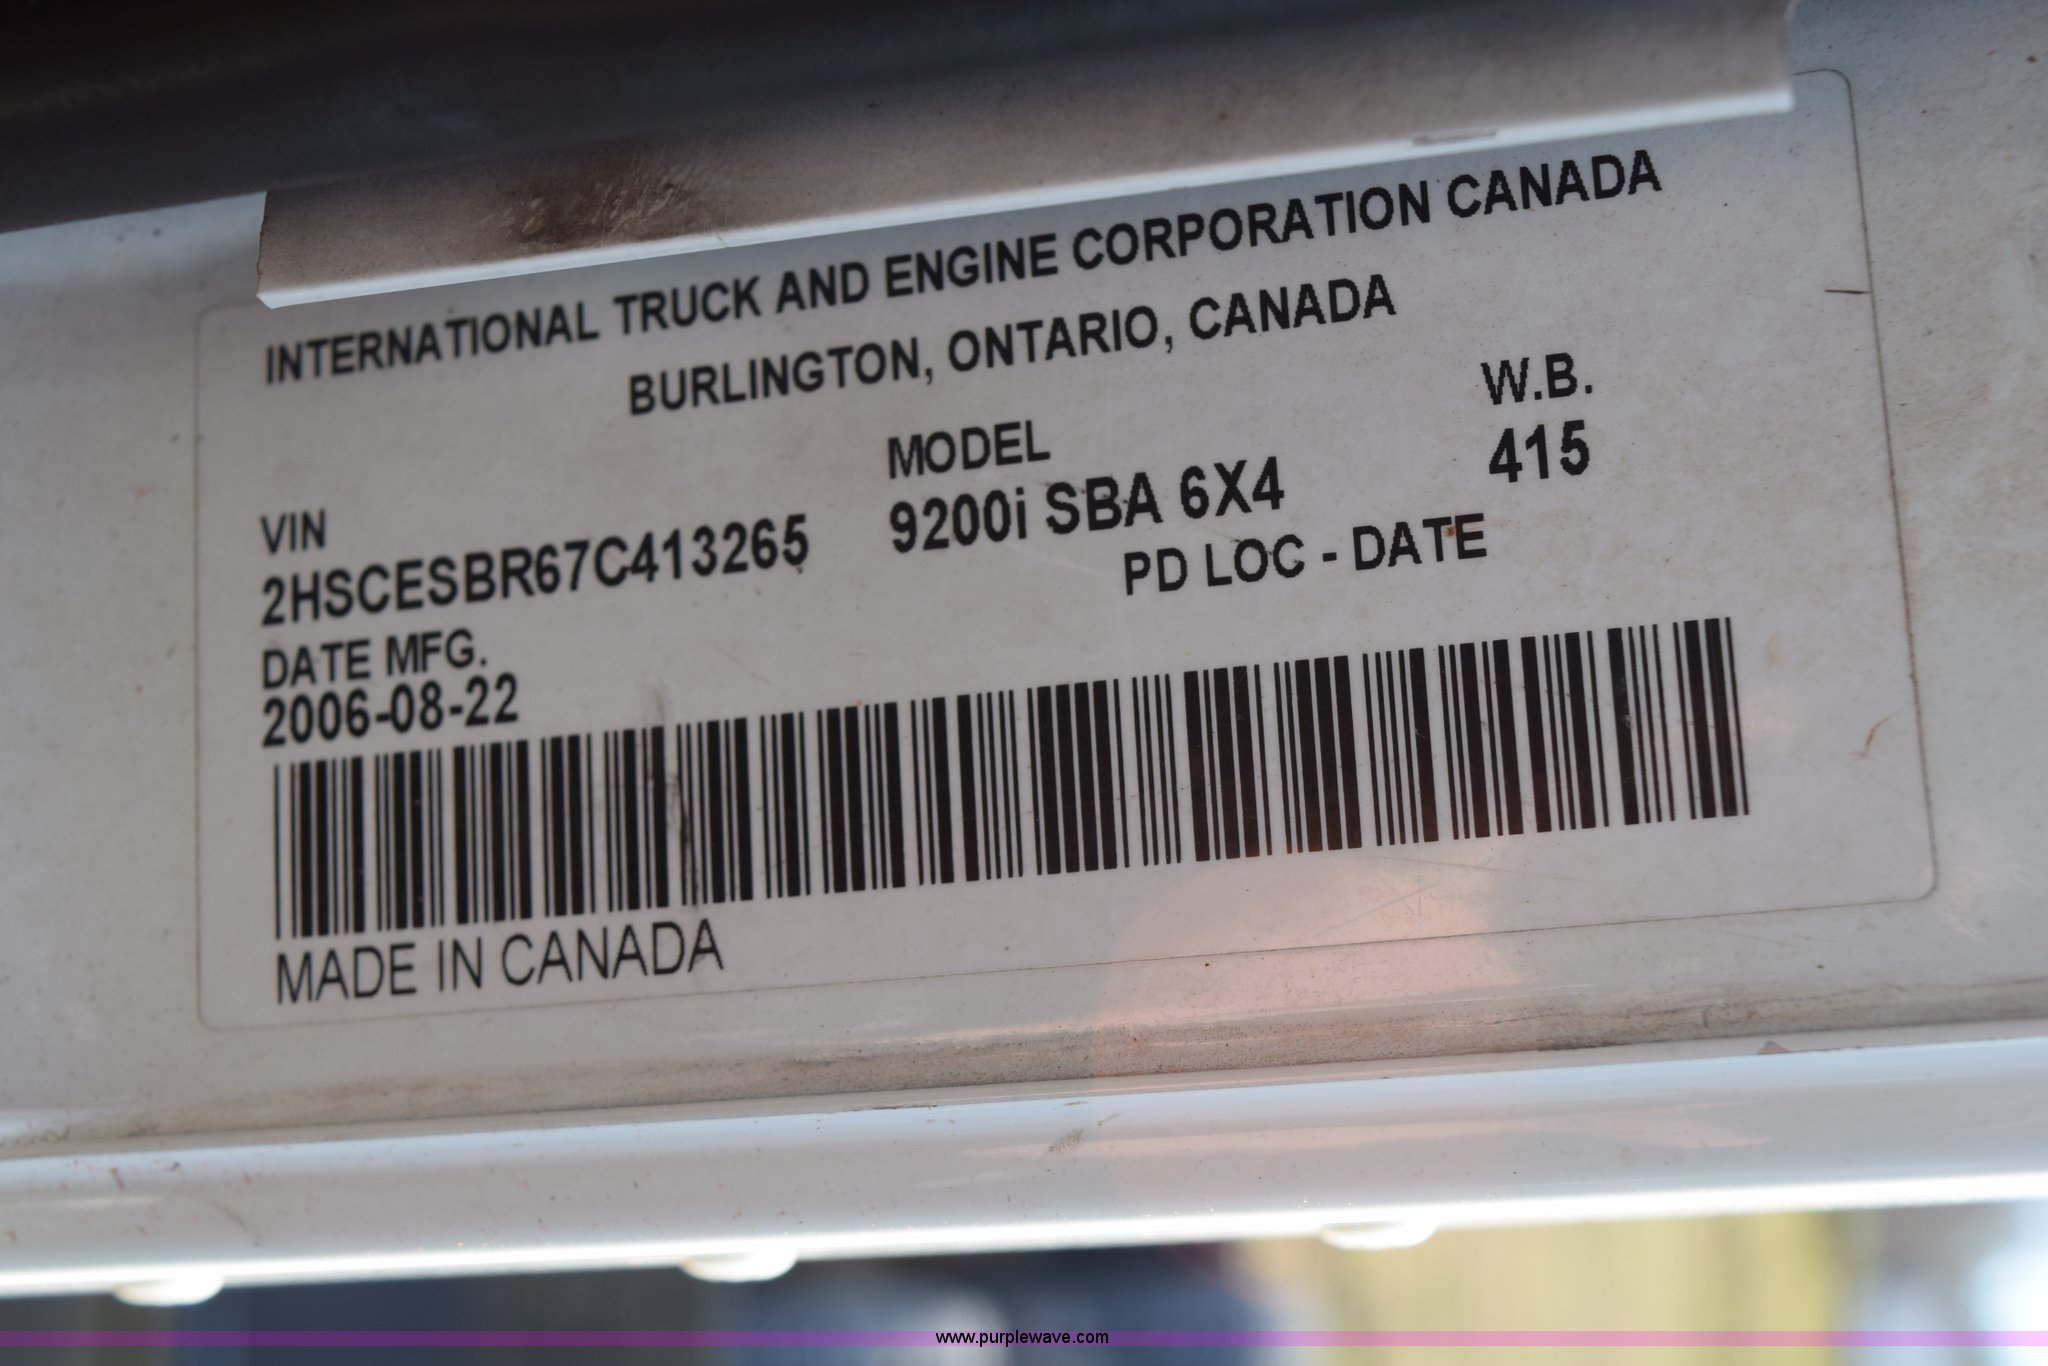 INTERNATIONAL TRUCK AND ENGINE CORPORATION CANADA
BURLINGTON, ONTARIO, CANADA
VIN MODEL W.B.
2HSCESBR67C413265 9200i SBA 6X4 415
DATE MFG. PD LOC - DATE
2006-08-22
MADE IN CANADA
www.purplewave.com